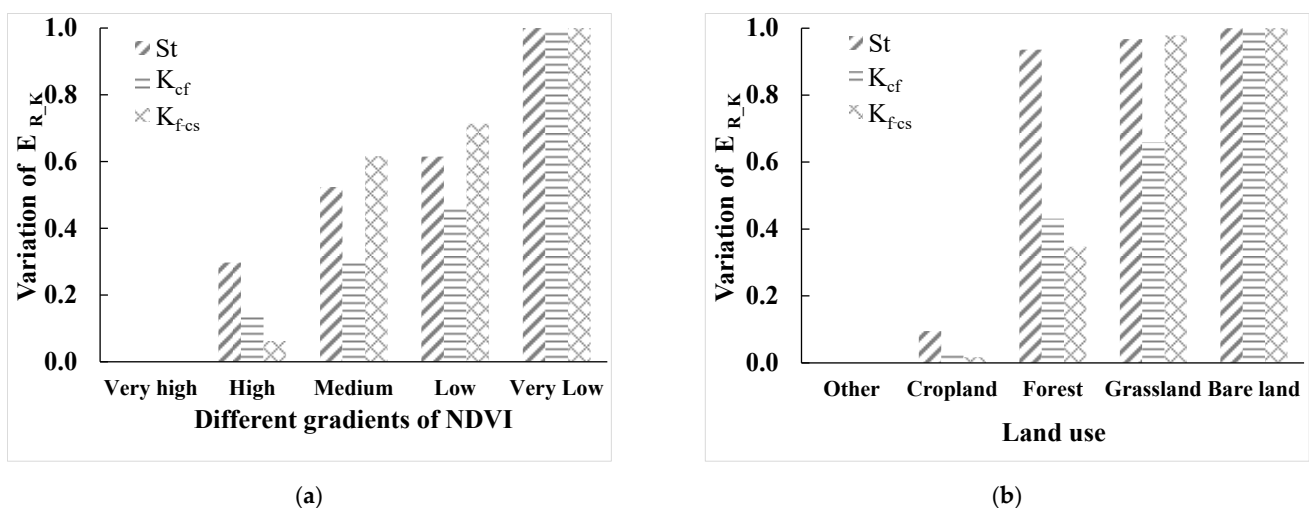 1.0
0.8
0.6
0.4
0.2
0.0
Variation of E R_K
St
Kcf
Kf-cs
Very high High Medium Low Very Low
Different gradients of NDVI
(a)
1.0
0.8
0.6
0.4
0.2
0.0
Variation of E R_K
St
Kcf
Kf-cs
Other Cropland Forest Grassland Bare land
Land use
(b)